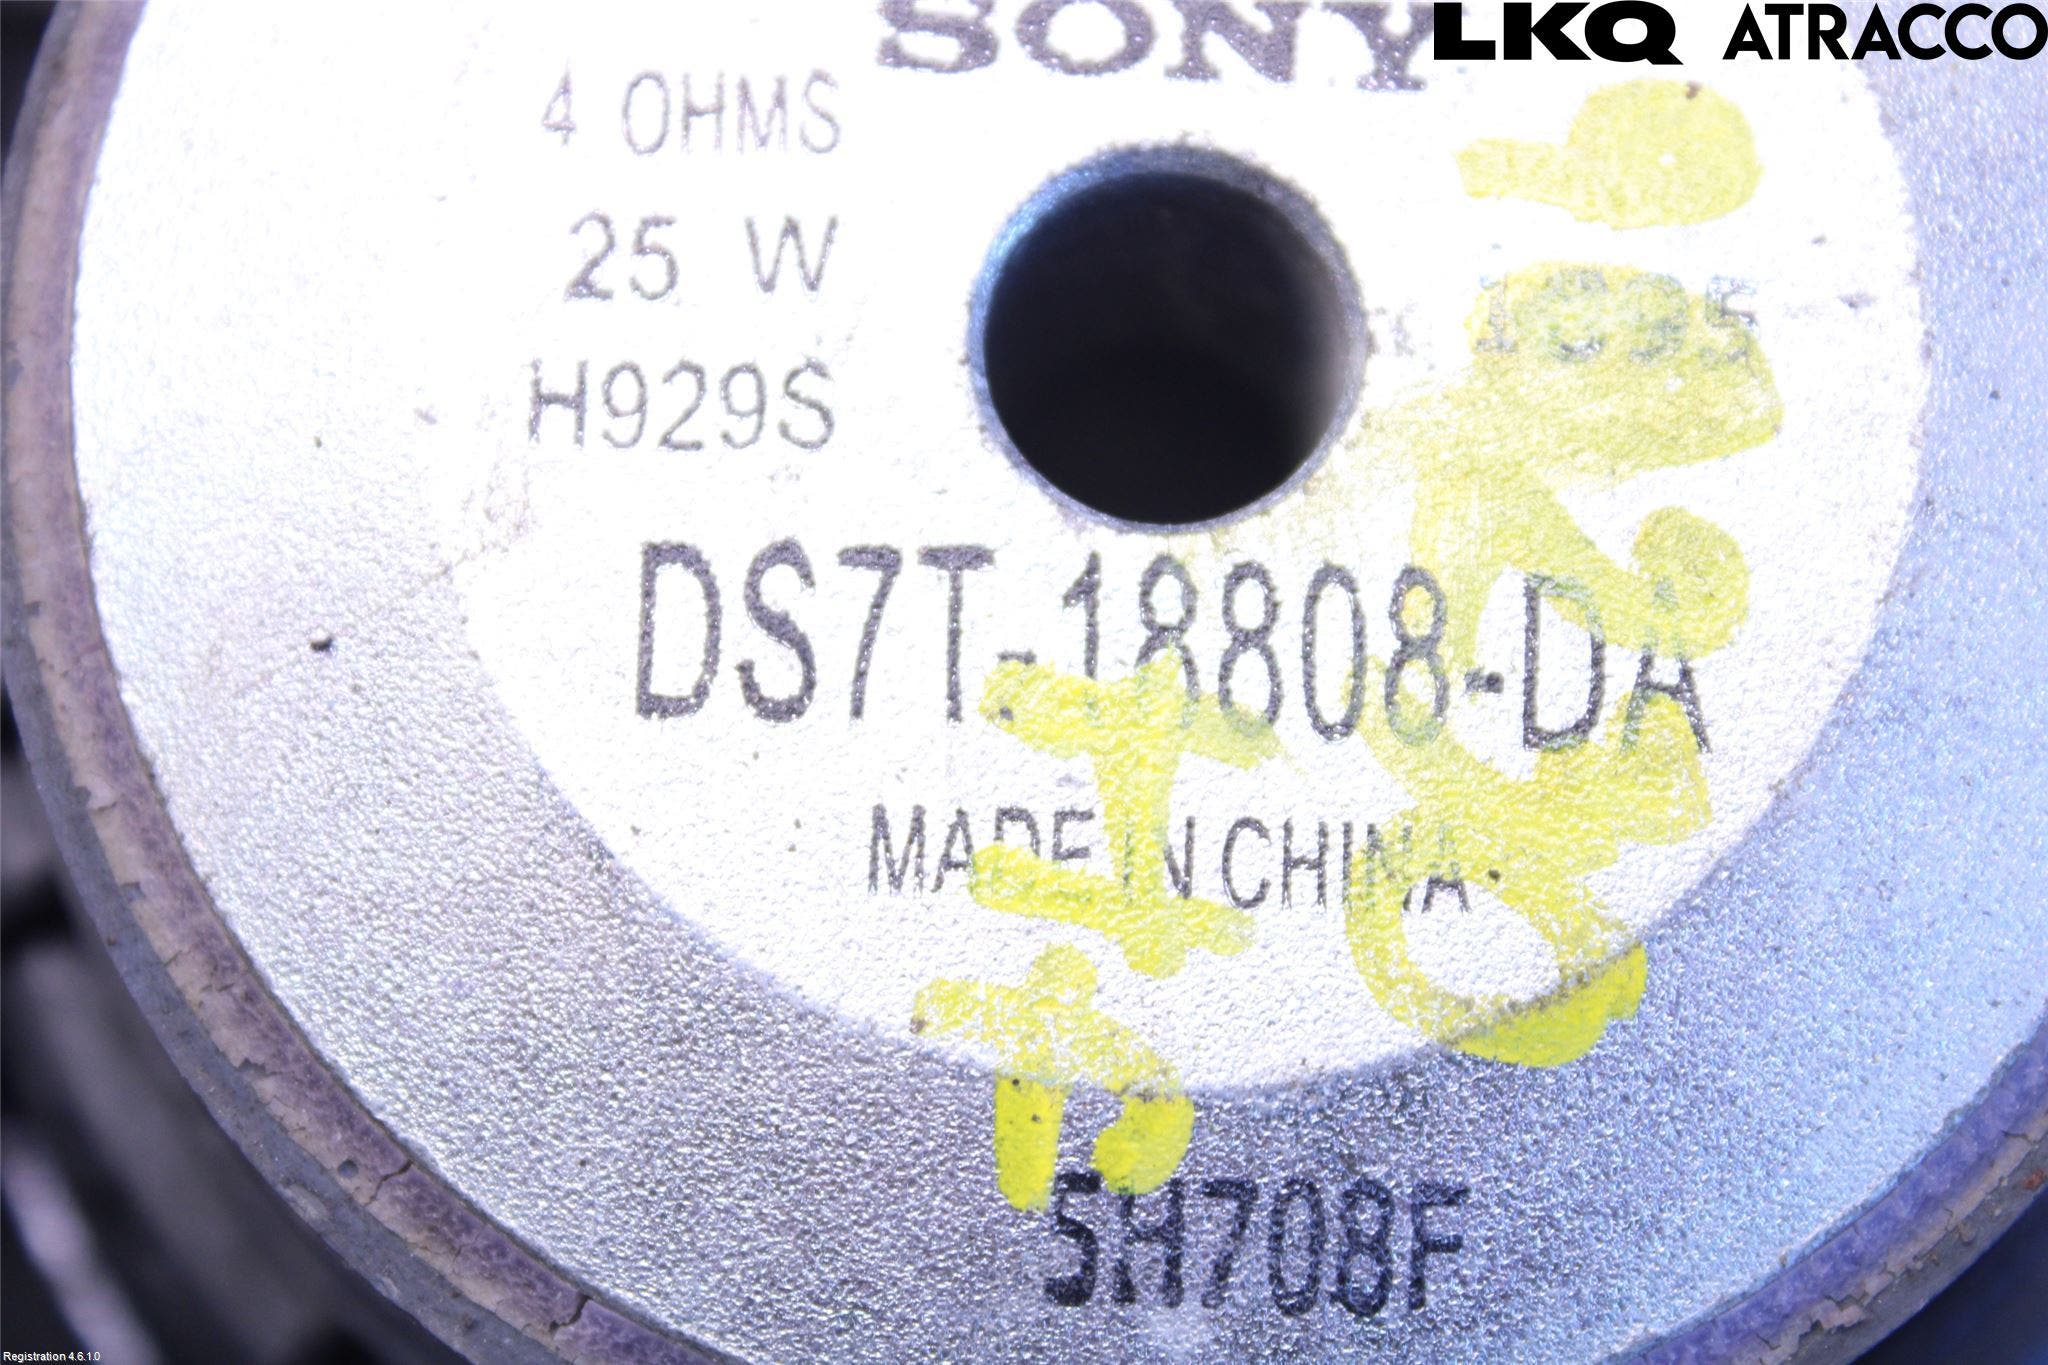 LKQ ATRACCO
SONY
4 OHMS
25 W
H929S
DS7T-18808-DA
MADE IN CHINA
5H708F
Registration 4.6.1.0